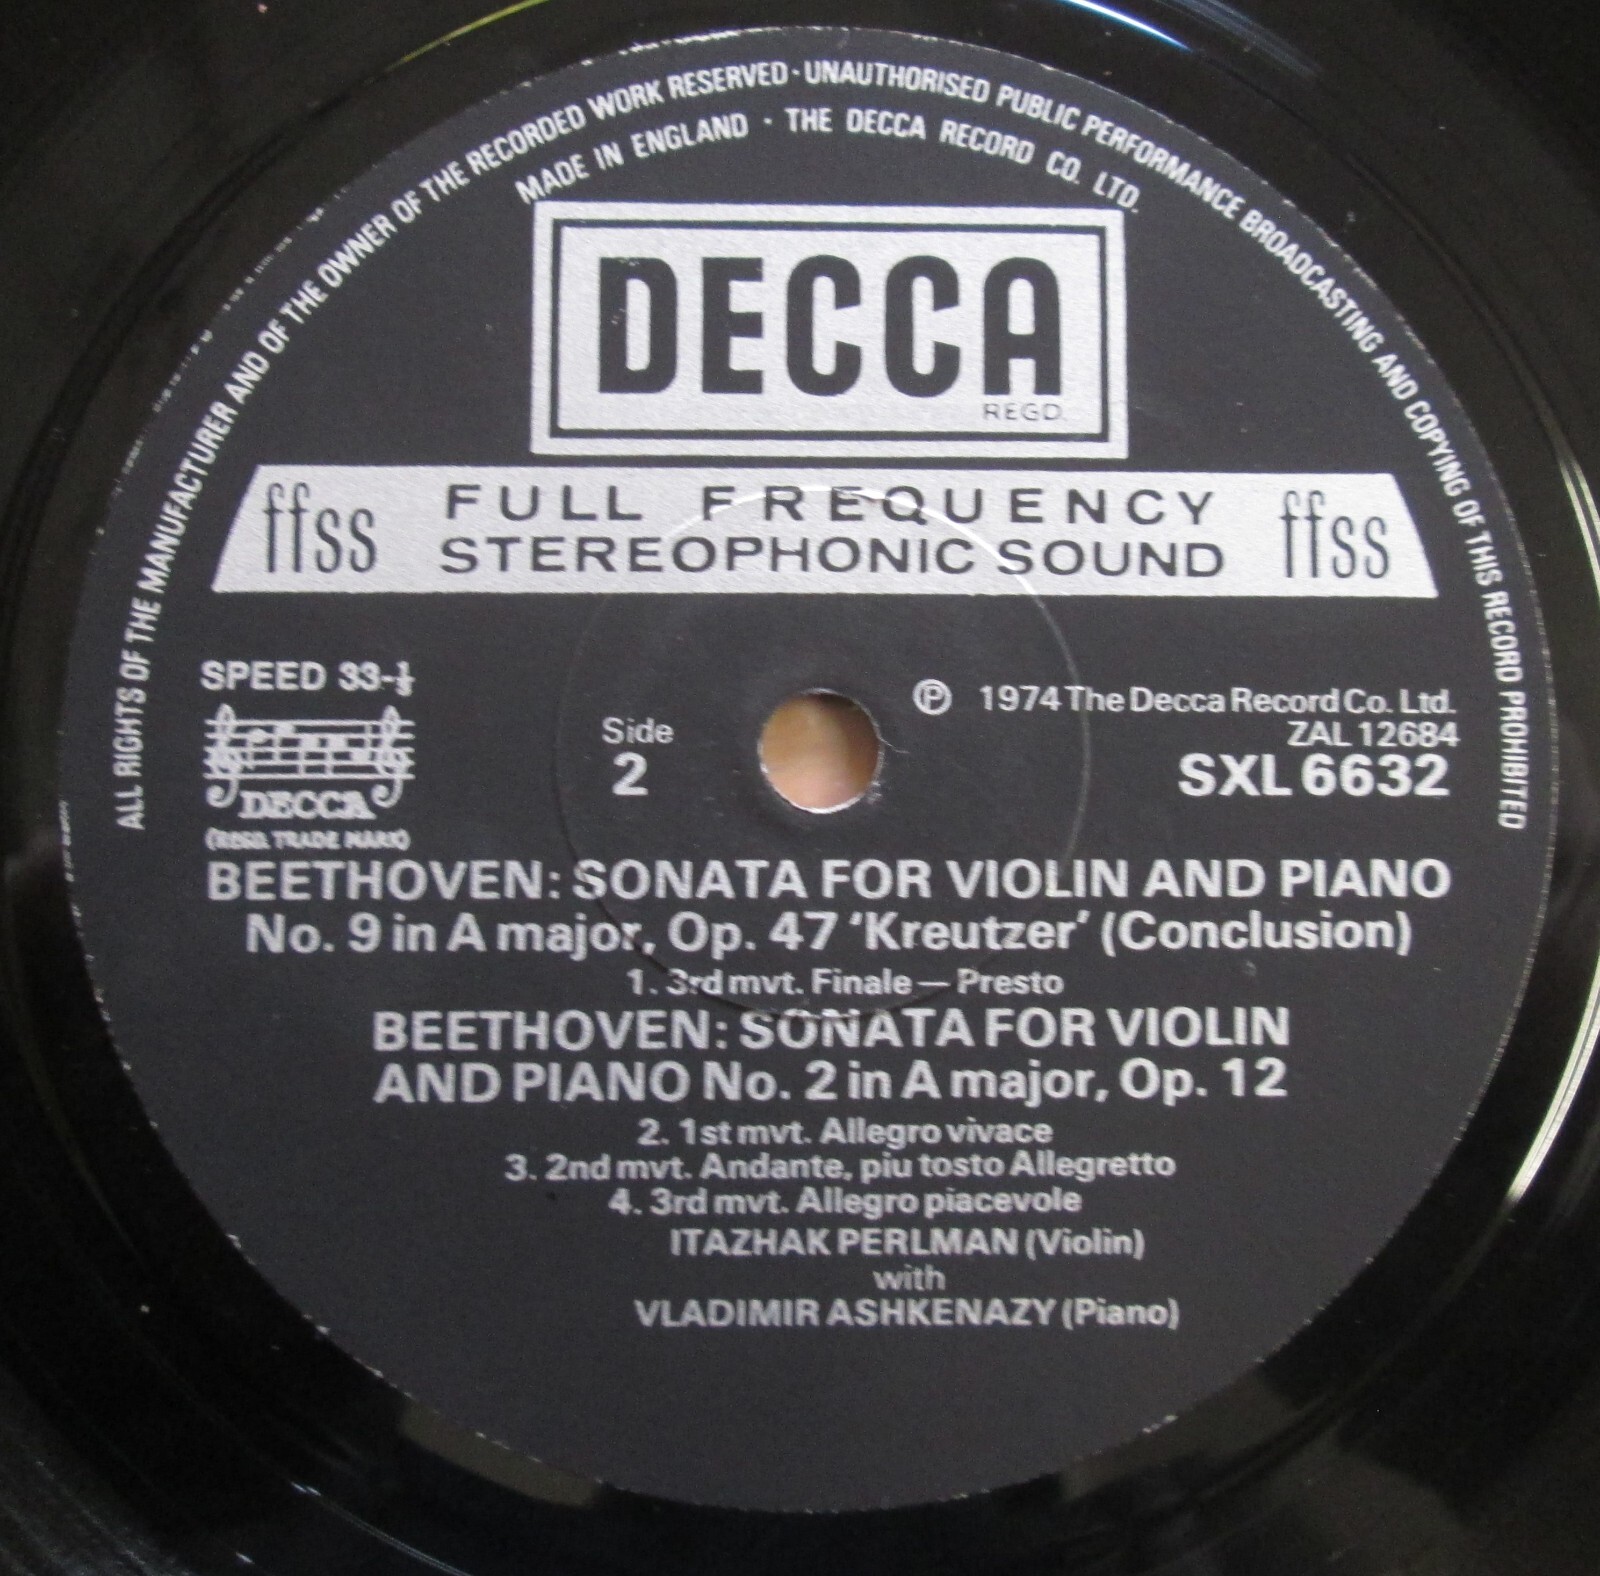 ALL RIGHTS OF THE MANUFACTURER AND OF THE OWNER OF THE RECORDED WORK RESERVED · UNAUTHORISED PUBLIC PERFORMANCE BROADCASTING AND COPYING OF THIS RECORD PROHIBITED
MADE IN ENGLAND · THE DECCA RECORD CO. LTD.
DECCA
REGD.
ffss FULL FREQUENCY ffss
STEREOPHONIC SOUND
SPEED 33-⅓
DECCA
(REGD. TRADE MARK)
Side
2
℗ 1974 The Decca Record Co. Ltd.
ZAL 12684
SXL 6632
BEETHOVEN: SONATA FOR VIOLIN AND PIANO
No. 9 in A major, Op. 47 ‘Kreutzer’ (Conclusion)
1. 3rd mvt. Finale — Presto
BEETHOVEN: SONATA FOR VIOLIN
AND PIANO No. 2 in A major, Op. 12
2. 1st mvt. Allegro vivace
3. 2nd mvt. Andante, piu tosto Allegretto
4. 3rd mvt. Allegro piacevole
ITAZHAK PERLMAN (Violin)
with
VLADIMIR ASHKENAZY (Piano)